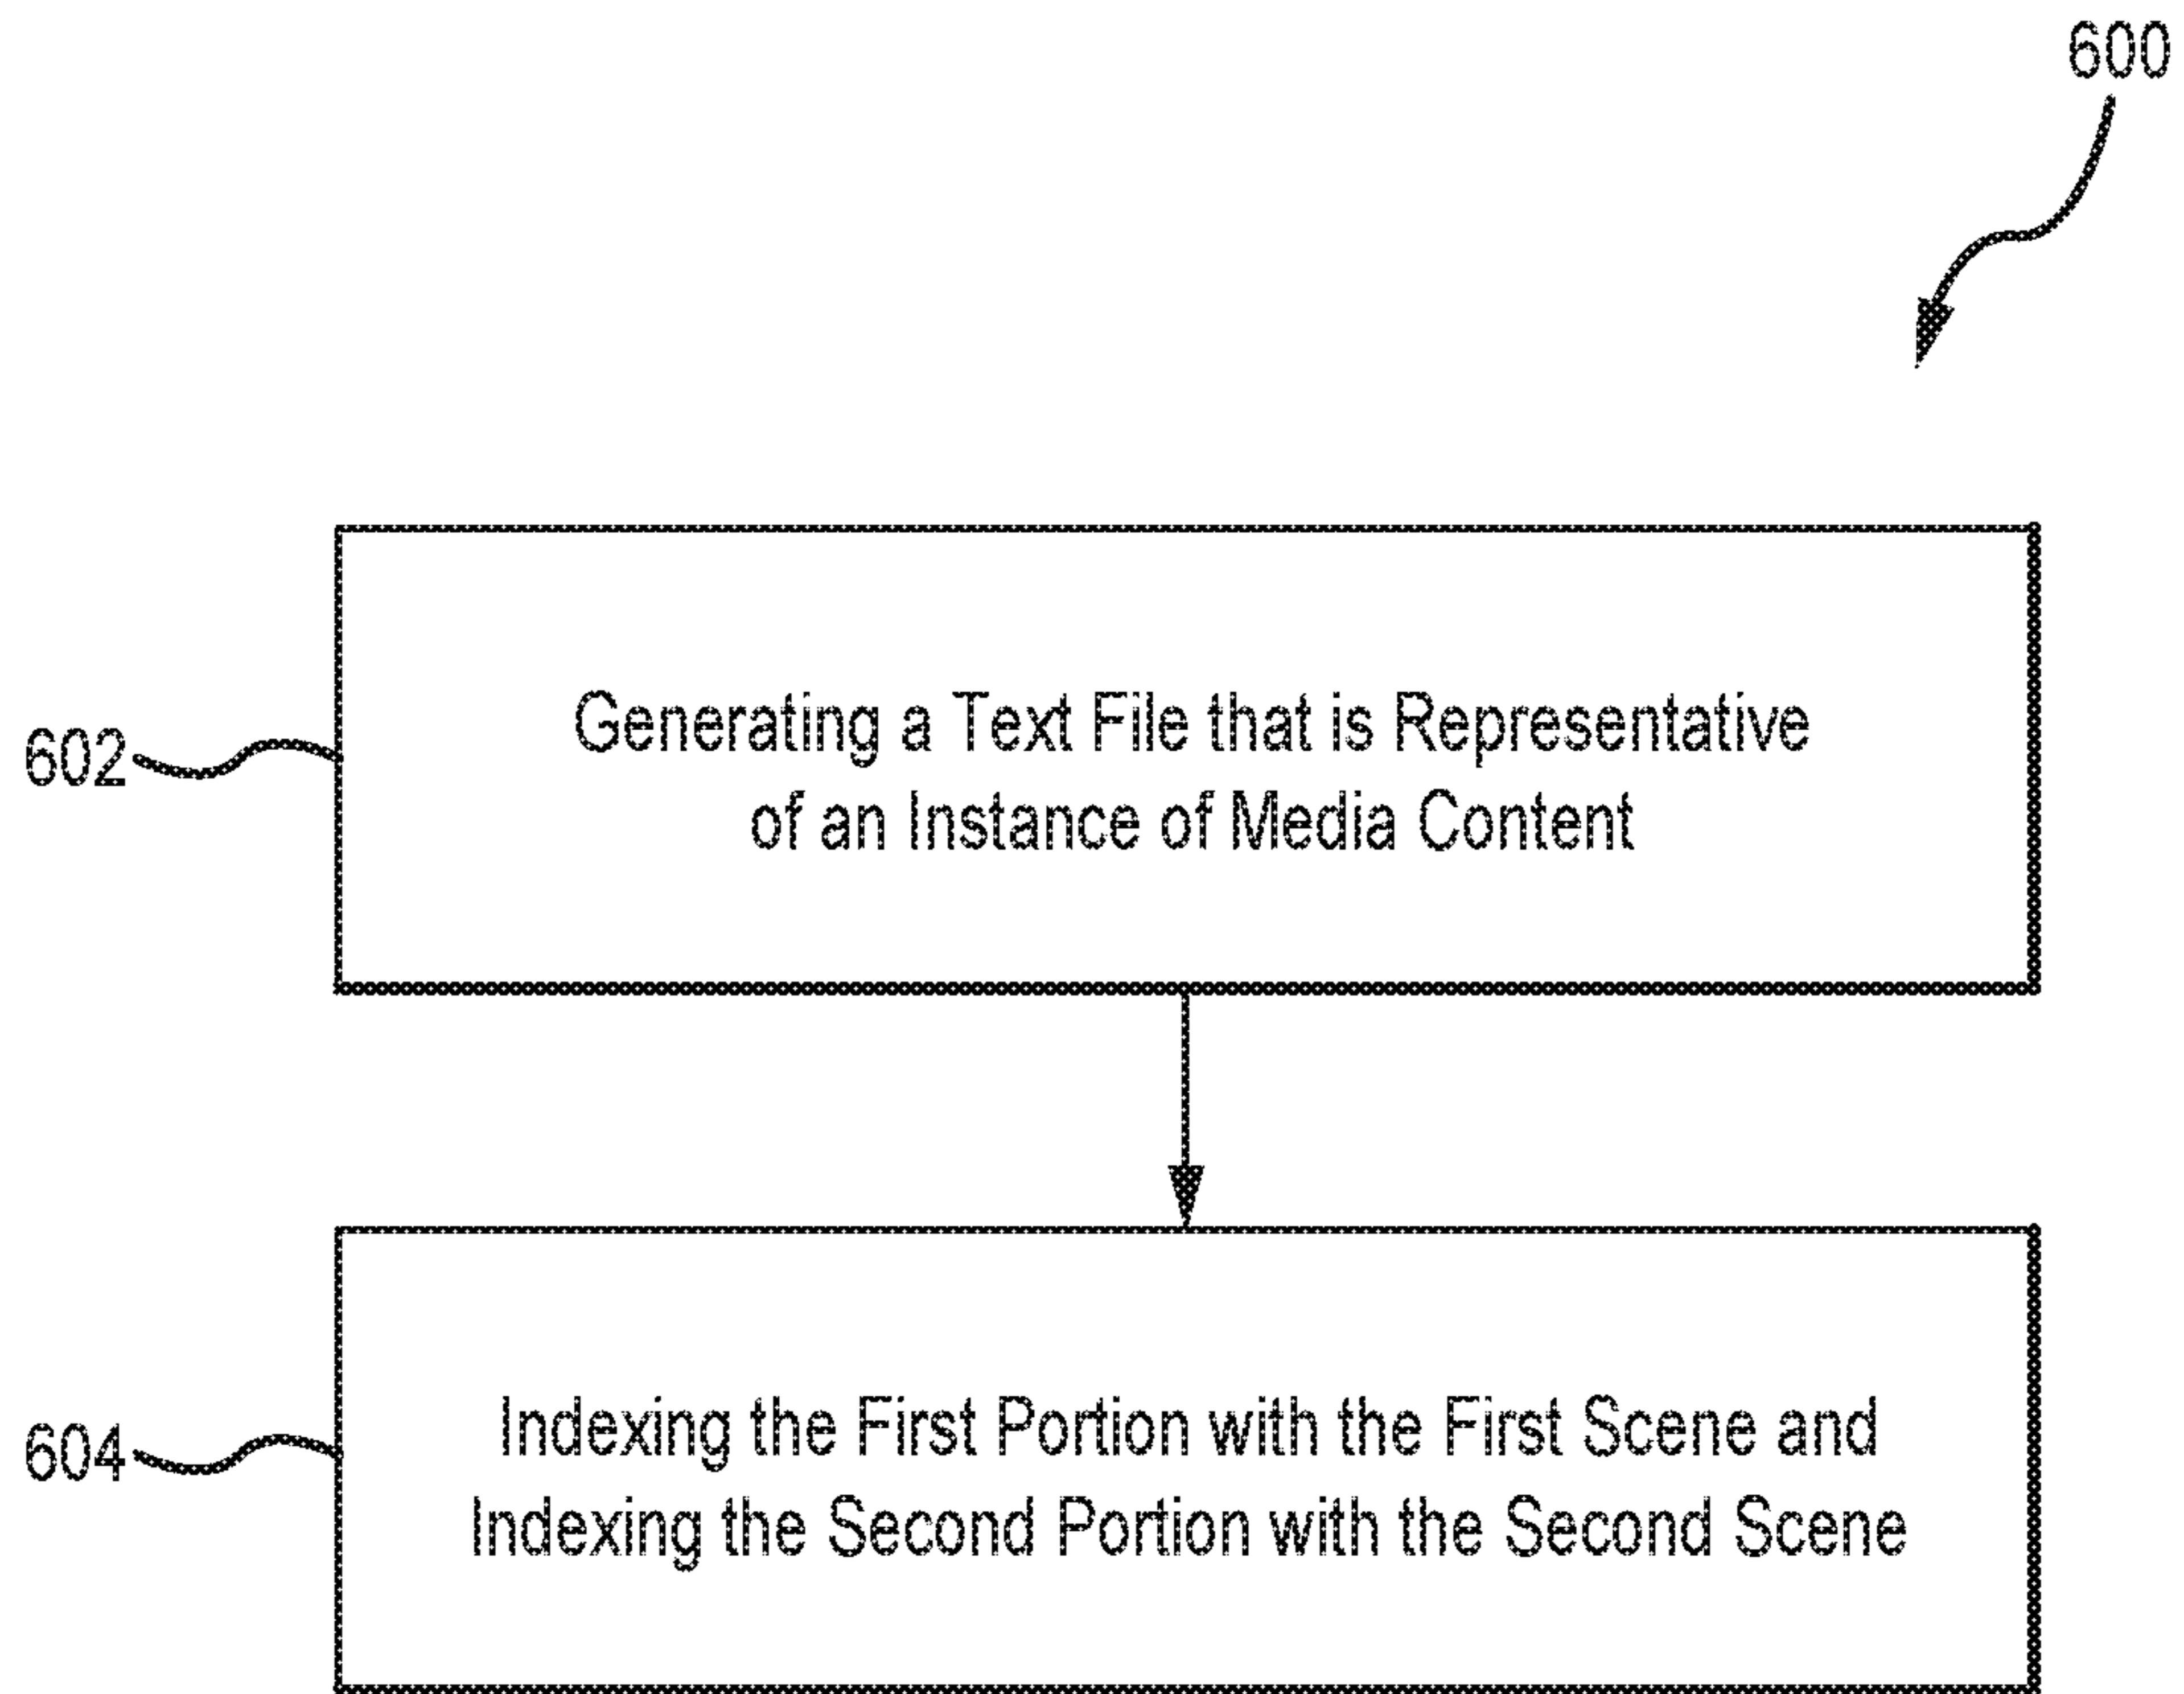 600
602
Generating a Text File that is Representative
of an Instance of Media Content
604
Indexing the First Portion with the First Scene and
Indexing the Second Portion with the Second Scene